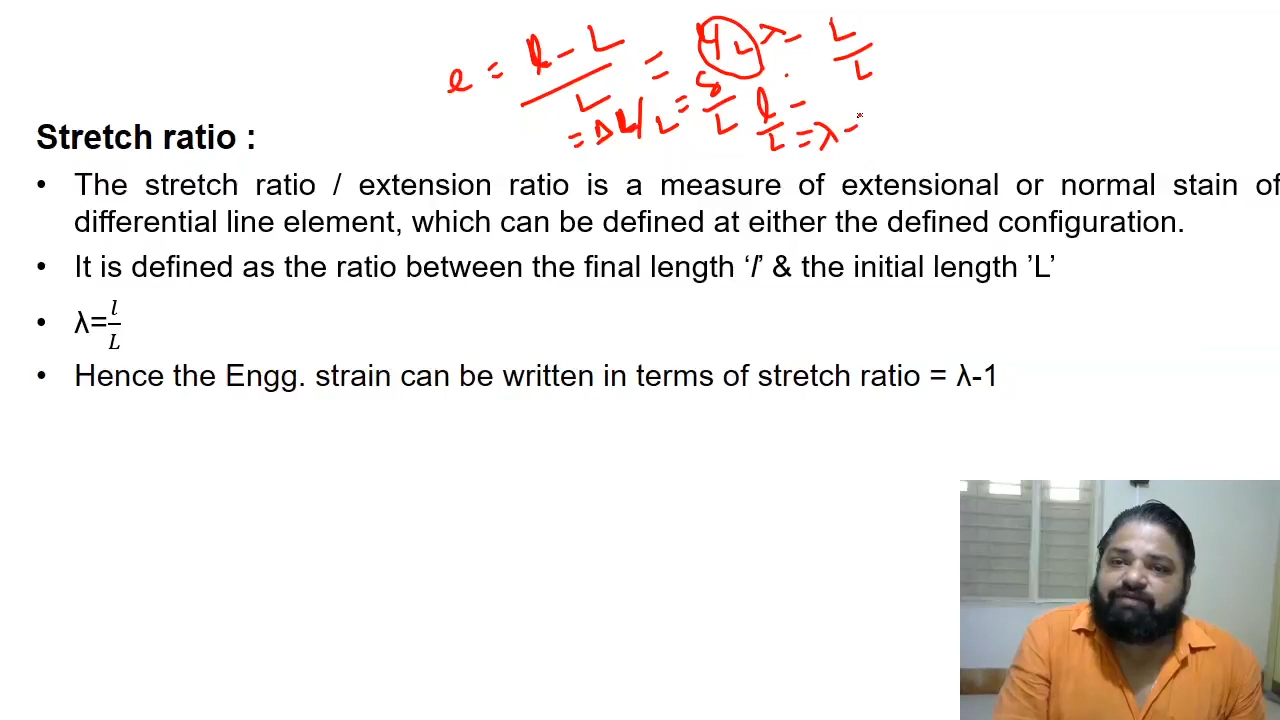 e = l - L / L = l/L λ - L/L
= ΔL/L = δ/L l/L - = λ -
Stretch ratio :
• The stretch ratio / extension ratio is a measure of extensional or normal stain of
differential line element, which can be defined at either the defined configuration.
• It is defined as the ratio between the final length ‘l’ & the initial length ’L’
• λ=l/L
• Hence the Engg. strain can be written in terms of stretch ratio = λ-1